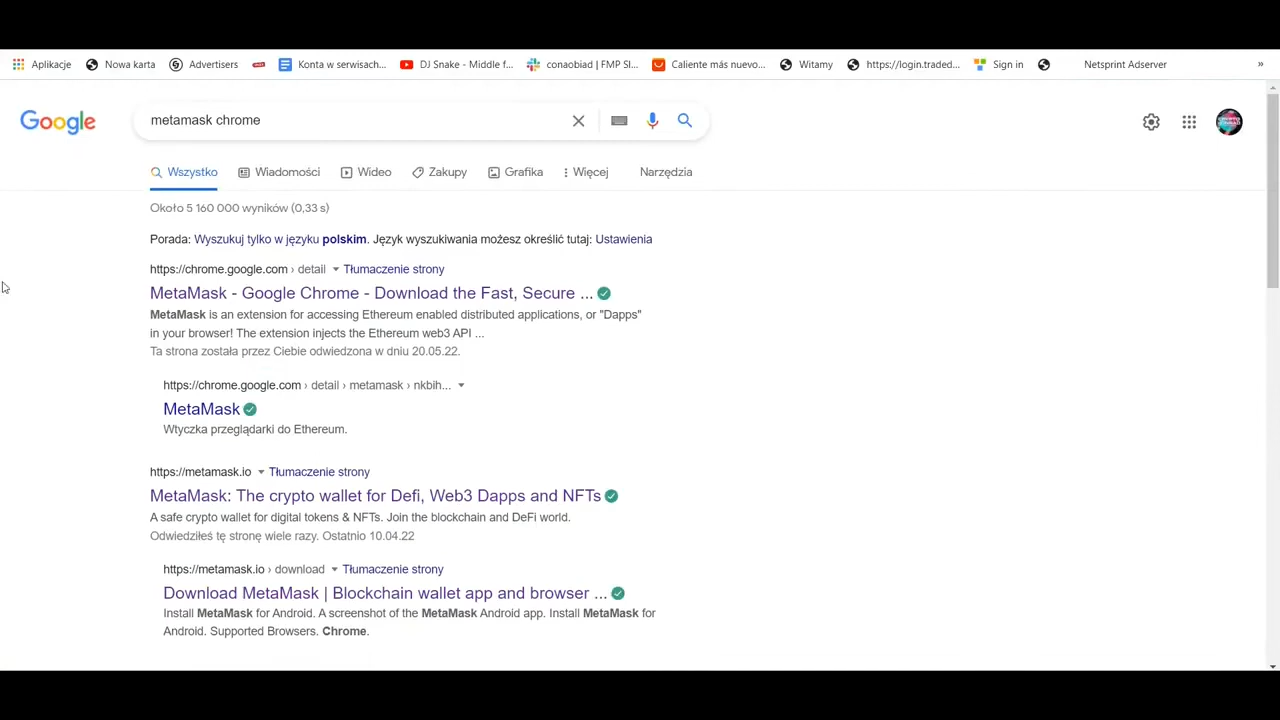 Aplikacje Nowa karta Advertisers Konta w serwisach... DJ Snake - Middle f... conaobiad | FMP Sl... Caliente más nuevo... Witamy https://login.traded... Sign in Netsprint Adserver »
Google metamask chrome
Wszystko Wiadomości Wideo Zakupy Grafika Więcej Narzędzia
Około 5 160 000 wyników (0,33 s)
Porada: Wyszukuj tylko w języku polskim. Język wyszukiwania możesz określić tutaj: Ustawienia
https://chrome.google.com › detail Tłumaczenie strony
MetaMask - Google Chrome - Download the Fast, Secure ...
MetaMask is an extension for accessing Ethereum enabled distributed applications, or "Dapps"
in your browser! The extension injects the Ethereum web3 API ...
Ta strona została przez Ciebie odwiedzona w dniu 20.05.22.
https://chrome.google.com › detail › metamask › nkbih...
MetaMask
Wtyczka przeglądarki do Ethereum.
https://metamask.io Tłumaczenie strony
MetaMask: The crypto wallet for Defi, Web3 Dapps and NFTs
A safe crypto wallet for digital tokens & NFTs. Join the blockchain and DeFi world.
Odwiedziłeś tę stronę wiele razy. Ostatnio 10.04.22
https://metamask.io › download Tłumaczenie strony
Download MetaMask | Blockchain wallet app and browser ...
Install MetaMask for Android. A screenshot of the MetaMask Android app. Install MetaMask for
Android. Supported Browsers. Chrome.